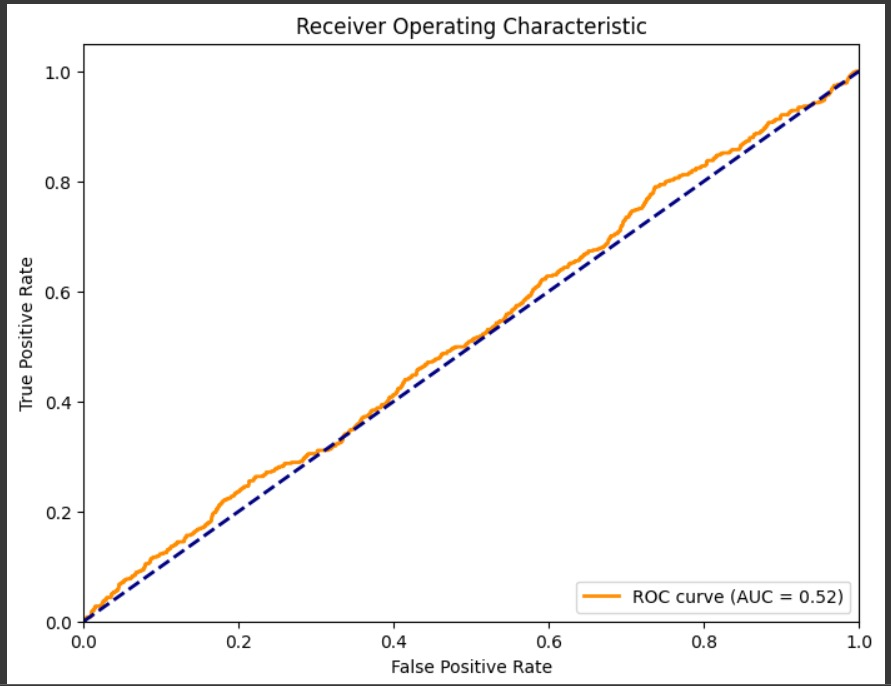 Receiver Operating Characteristic
True Positive Rate
1.0
0.8
0.6
0.4
0.2
0.0
ROC curve (AUC = 0.52)
0.0 0.2 0.4 0.6 0.8 1.0
False Positive Rate